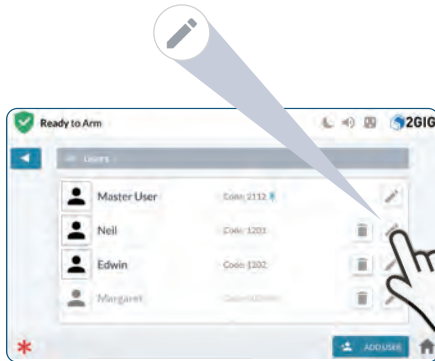 Ready to Arm 2GIG
Users
Master User Code: 2112
Neil Code: 1201
Edwin Code: 1202
Margaret
ADD USER